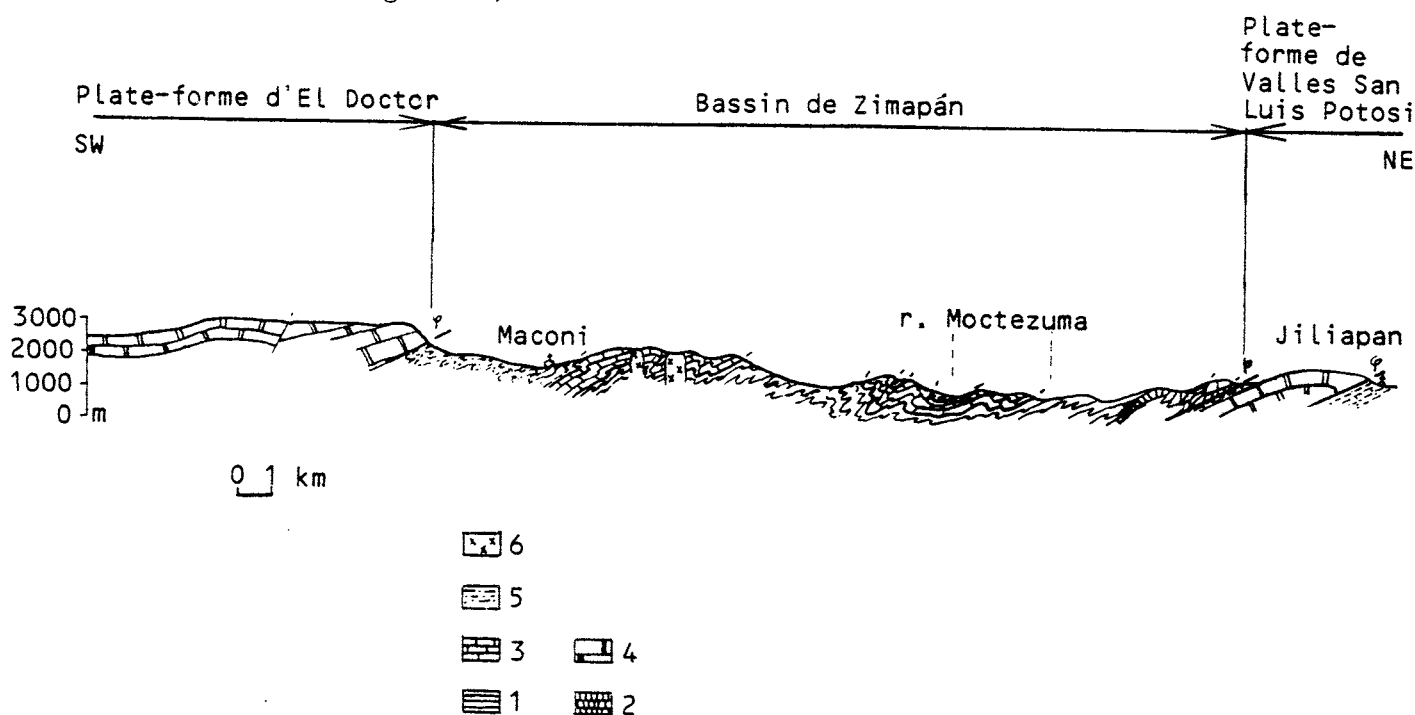 Plate-
forme de
Valles San
Luis Potosi
Plate-forme d'El Doctor
Bassin de Zimapán
SW
NE
3000
2000
1000
0 m
Maconi
r. Moctezuma
Jiliapan
φ
φ
φ
0 1 km
6
5
3
4
1
2